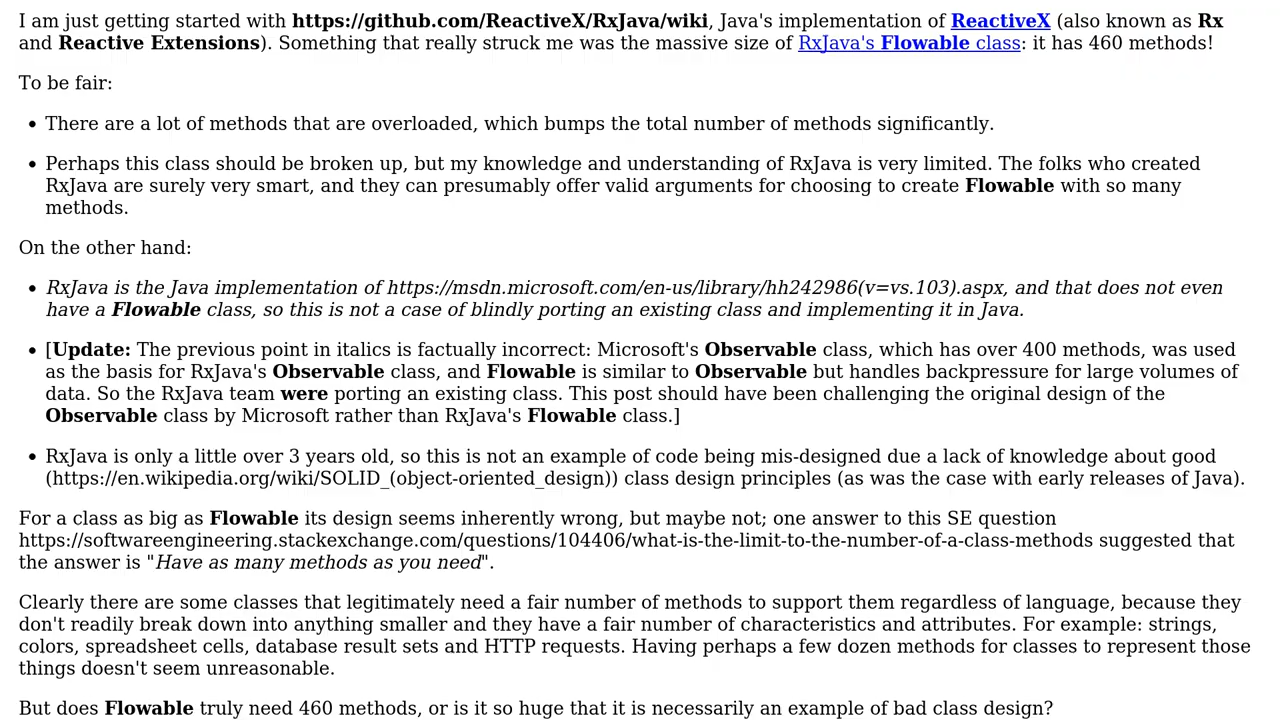 I am just getting started with https://github.com/ReactiveX/RxJava/wiki, Java's implementation of ReactiveX (also known as Rx
and Reactive Extensions). Something that really struck me was the massive size of RxJava's Flowable class: it has 460 methods!
To be fair:
• There are a lot of methods that are overloaded, which bumps the total number of methods significantly.
• Perhaps this class should be broken up, but my knowledge and understanding of RxJava is very limited. The folks who created
RxJava are surely very smart, and they can presumably offer valid arguments for choosing to create Flowable with so many
methods.
On the other hand:
• RxJava is the Java implementation of https://msdn.microsoft.com/en-us/library/hh242986(v=vs.103).aspx, and that does not even
have a Flowable class, so this is not a case of blindly porting an existing class and implementing it in Java.
• [Update: The previous point in italics is factually incorrect: Microsoft's Observable class, which has over 400 methods, was used
as the basis for RxJava's Observable class, and Flowable is similar to Observable but handles backpressure for large volumes of
data. So the RxJava team were porting an existing class. This post should have been challenging the original design of the
Observable class by Microsoft rather than RxJava's Flowable class.]
• RxJava is only a little over 3 years old, so this is not an example of code being mis-designed due a lack of knowledge about good
(https://en.wikipedia.org/wiki/SOLID_(object-oriented_design)) class design principles (as was the case with early releases of Java).
For a class as big as Flowable its design seems inherently wrong, but maybe not; one answer to this SE question
https://softwareengineering.stackexchange.com/questions/104406/what-is-the-limit-to-the-number-of-a-class-methods suggested that
the answer is "Have as many methods as you need".
Clearly there are some classes that legitimately need a fair number of methods to support them regardless of language, because they
don't readily break down into anything smaller and they have a fair number of characteristics and attributes. For example: strings,
colors, spreadsheet cells, database result sets and HTTP requests. Having perhaps a few dozen methods for classes to represent those
things doesn't seem unreasonable.
But does Flowable truly need 460 methods, or is it so huge that it is necessarily an example of bad class design?